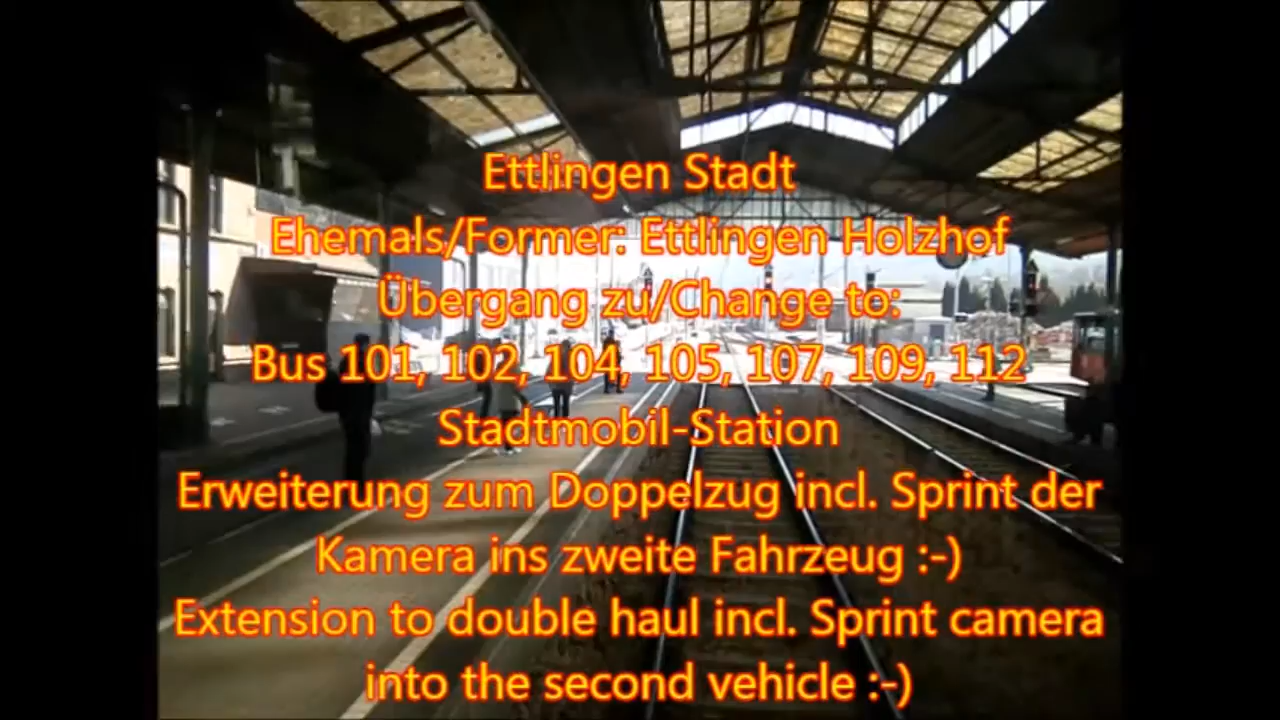 Ettlingen Stadt
Ehemals/Former: Ettlingen Holzhof
Übergang zu/Change to:
Bus 101, 102, 104, 105, 107, 109, 112
Stadtmobil-Station
Erweiterung zum Doppelzug incl. Sprint der
Kamera ins zweite Fahrzeug :-)
Extension to double haul incl. Sprint camera
into the second vehicle :-)